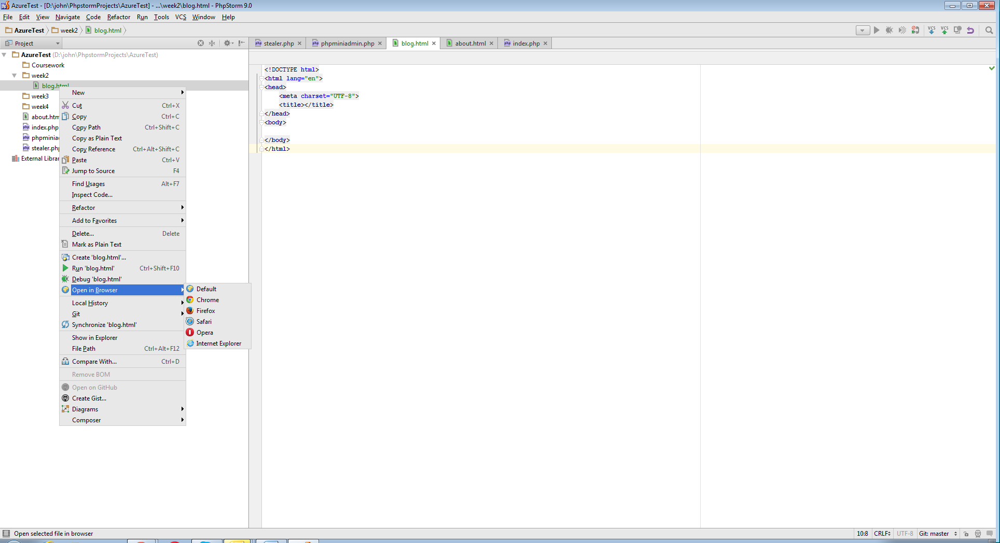 AzureTest - [D:\john\PhpstormProjects\AzureTest] - ...\week2\blog.html - PhpStorm 9.0
File Edit View Navigate Code Refactor Run Tools VCS Window Help
AzureTest week2 blog.html
VCS VCS
Project
stealer.php phpminiadmin.php blog.html about.html index.php
AzureTest (D:\john\PhpstormProjects\AzureTest)
Coursework
week2
blog.html
week3
week4
about.htm
index.php
phpminia
stealer.php
External Librar
New
Cut Ctrl+X
Copy Ctrl+C
Copy Path Ctrl+Shift+C
Copy as Plain Text
Copy Reference Ctrl+Alt+Shift+C
Paste Ctrl+V
Jump to Source F4
Find Usages Alt+F7
Inspect Code...
Refactor
Add to Favorites
Delete... Delete
Mark as Plain Text
Create 'blog.html'...
Run 'blog.html' Ctrl+Shift+F10
Debug 'blog.html'
Open in Browser
Local History
Git
Synchronize 'blog.html'
Show in Explorer
File Path Ctrl+Alt+F12
Compare With... Ctrl+D
Remove BOM
Open on GitHub
Create Gist...
Diagrams
Composer
Default
Chrome
Firefox
Safari
Opera
Internet Explorer
<!DOCTYPE html>
<html lang="en">
<head>
<meta charset="UTF-8">
<title></title>
</head>
<body>
</body>
</html>
Open selected file in browser
10:8 CRLF UTF-8 Git: master